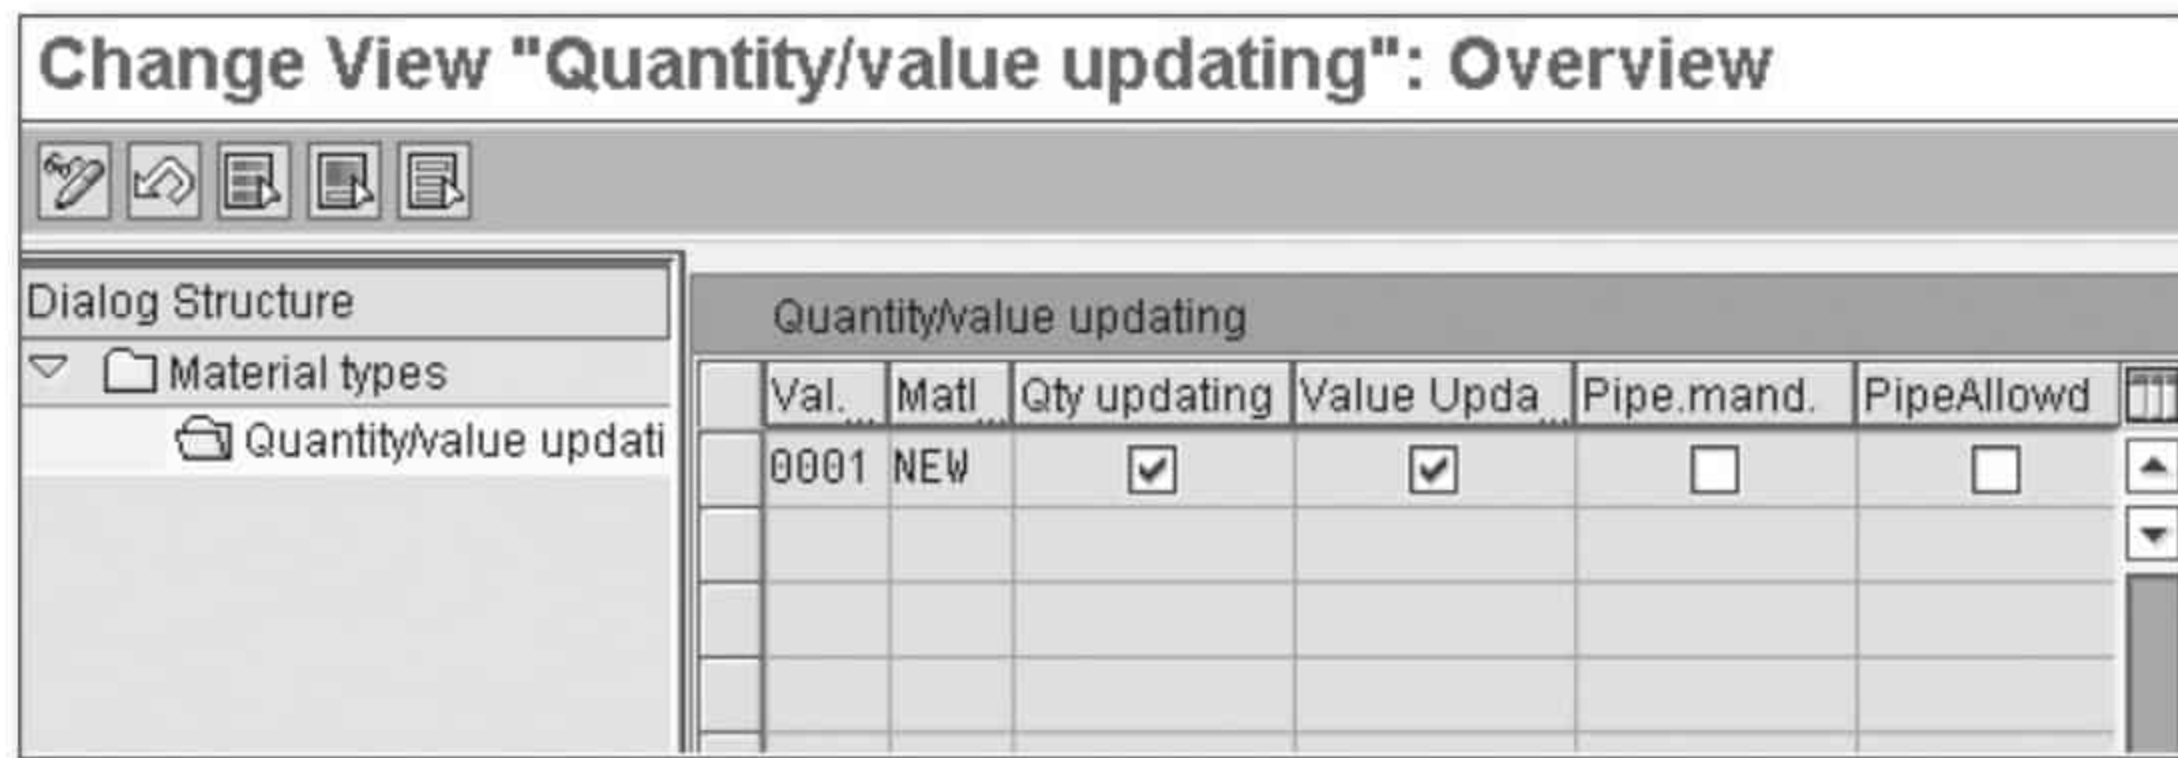 Change View "Quantity/value updating": Overview
Dialog Structure
Material types
Quantity/value updati
Quantity/value updating
Val. ... Matl ... Qty updating Value Upda ... Pipe.mand. PipeAllowd
0001 NEW